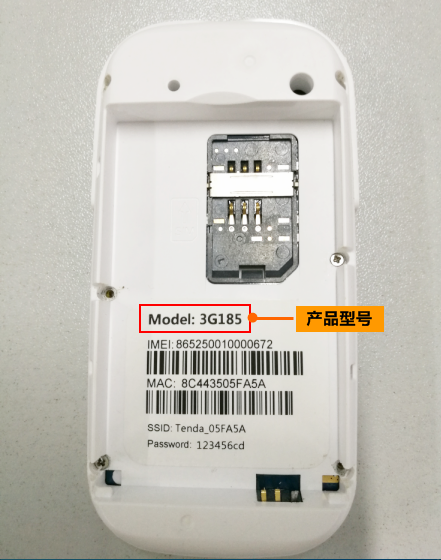 Model: 3G185
产品型号
IMEI: 865250010000672
MAC: 8C443505FA5A
SSID: Tenda_05FA5A
Password: 123456cd